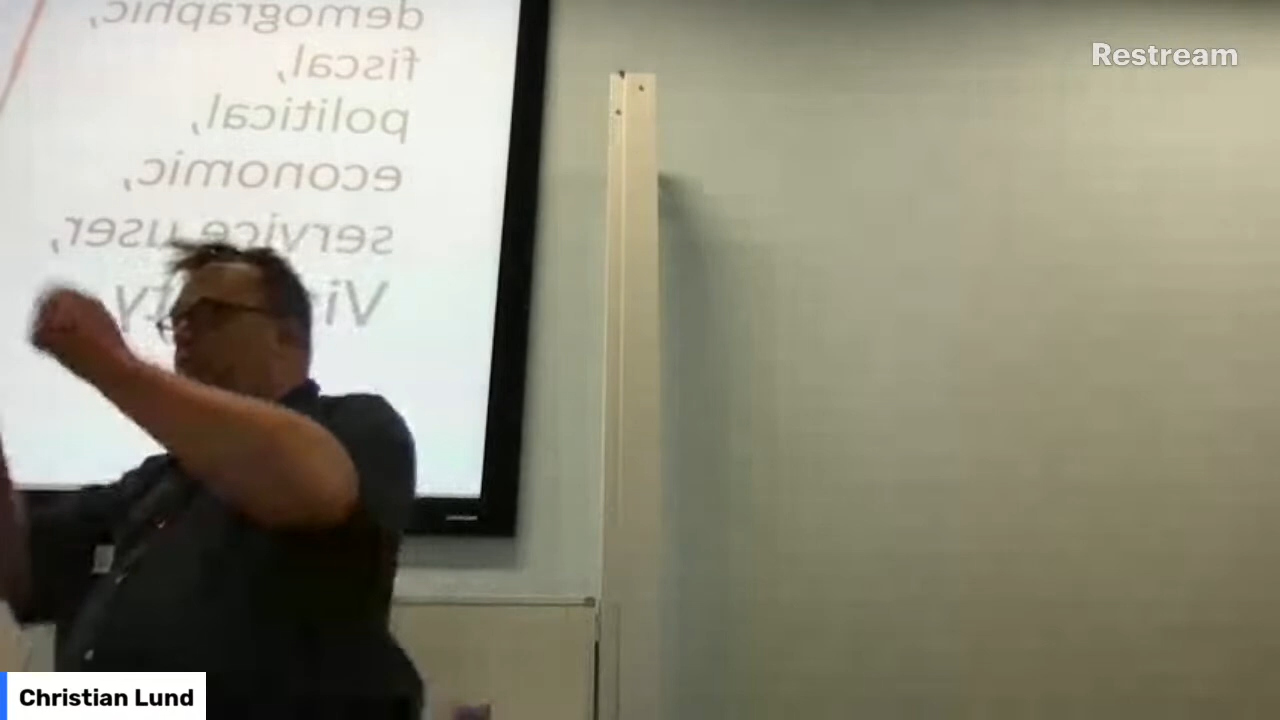 demographic,
fiscal,
political,
economic,
service user,
Restream
Christian Lund